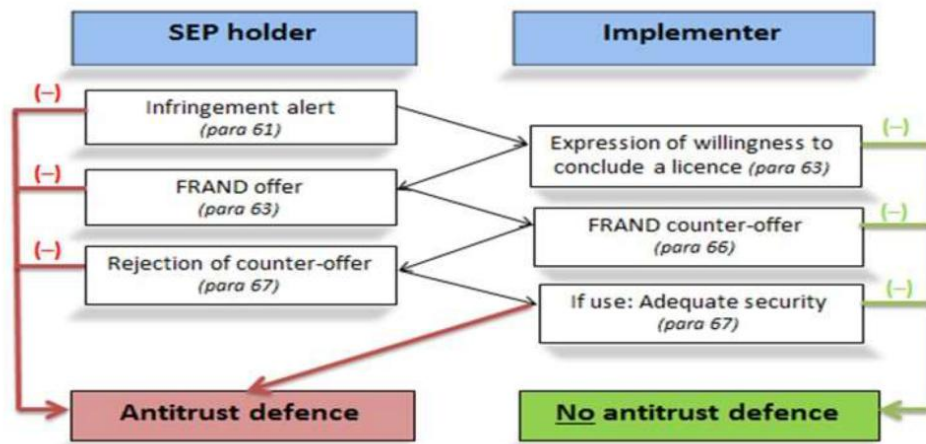 SEP holder
Implementer
(–)
Infringement alert
(para 61)
(–)
Expression of willingness to
conclude a licence (para 63)
(–)
FRAND offer
(para 63)
(–)
FRAND counter-offer
(para 66)
(–)
Rejection of counter-offer
(para 67)
(–)
If use: Adequate security
(para 67)
Antitrust defence
No antitrust defence